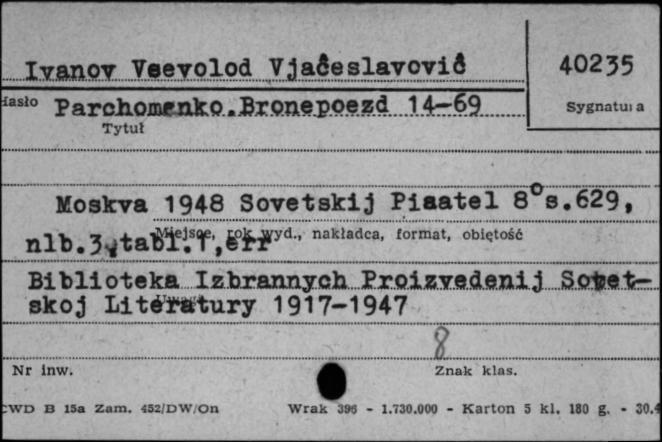 Ivanov Vsevolod Vjačeslavovič
40235
Hasło Parchomenko.Bronepoezd 14-69
Sygnatura
Tytuł
Moskva 1948 Sovetskij Pisatel 8° s.629,
Miejsce, rok wyd., nakładca, format, objętość
nlb.3,tabl.1,err
Biblioteka Izbrannych Proizvedenij Sovet-
skoj Literatury 1917-1947
Uwagi
8
Nr inw.
Znak klas.
CWD B 15a Zam. 452/DW/On Wrak 396 - 1.730.000 - Karton 5 kl. 180 g. - 30.4